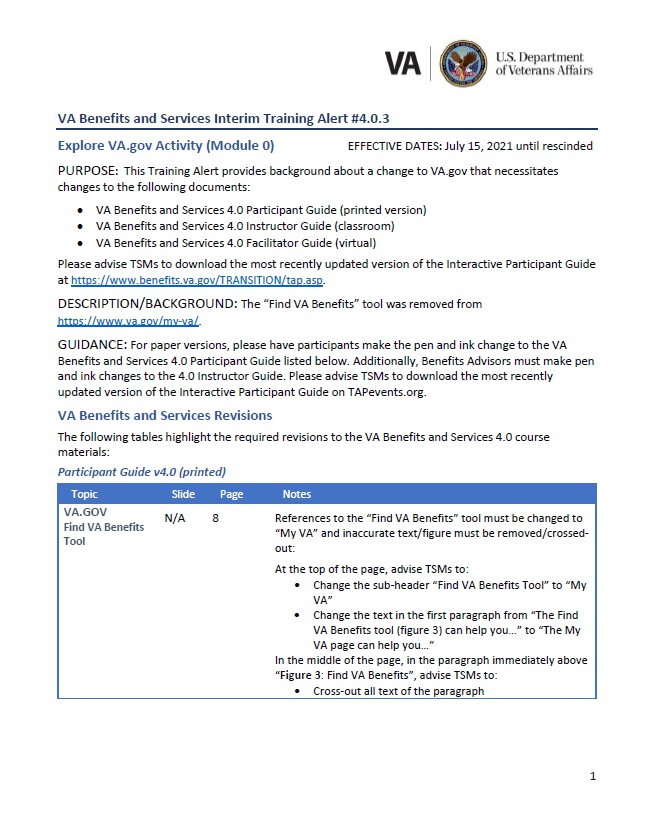 VA
U.S. Department
of Veterans Affairs
VA Benefits and Services Interim Training Alert #4.0.3
Explore VA.gov Activity (Module 0) EFFECTIVE DATES: July 15, 2021 until rescinded
PURPOSE: This Training Alert provides background about a change to VA.gov that necessitates
changes to the following documents:
• VA Benefits and Services 4.0 Participant Guide (printed version)
• VA Benefits and Services 4.0 Instructor Guide (classroom)
• VA Benefits and Services 4.0 Facilitator Guide (virtual)
Please advise TSMs to download the most recently updated version of the Interactive Participant Guide
at https://www.benefits.va.gov/TRANSITION/tap.asp.
DESCRIPTION/BACKGROUND: The “Find VA Benefits” tool was removed from
https://www.va.gov/my-va/.
GUIDANCE: For paper versions, please have participants make the pen and ink change to the VA
Benefits and Services 4.0 Participant Guide listed below. Additionally, Benefits Advisors must make pen
and ink changes to the 4.0 Instructor Guide. Please advise TSMs to download the most recently
updated version of the Interactive Participant Guide on TAPevents.org.
VA Benefits and Services Revisions
The following tables highlight the required revisions to the VA Benefits and Services 4.0 course
materials:
Participant Guide v4.0 (printed)
Topic Slide Page Notes
VA.GOV
Find VA Benefits
Tool
N/A
8
References to the “Find VA Benefits” tool must be changed to
“My VA” and inaccurate text/figure must be removed/crossed-
out:
At the top of the page, advise TSMs to:
• Change the sub-header “Find VA Benefits Tool” to “My
VA”
• Change the text in the first paragraph from “The Find
VA Benefits tool (figure 3) can help you…” to “The My
VA page can help you…”
In the middle of the page, in the paragraph immediately above
“Figure 3: Find VA Benefits”, advise TSMs to:
• Cross-out all text of the paragraph
1